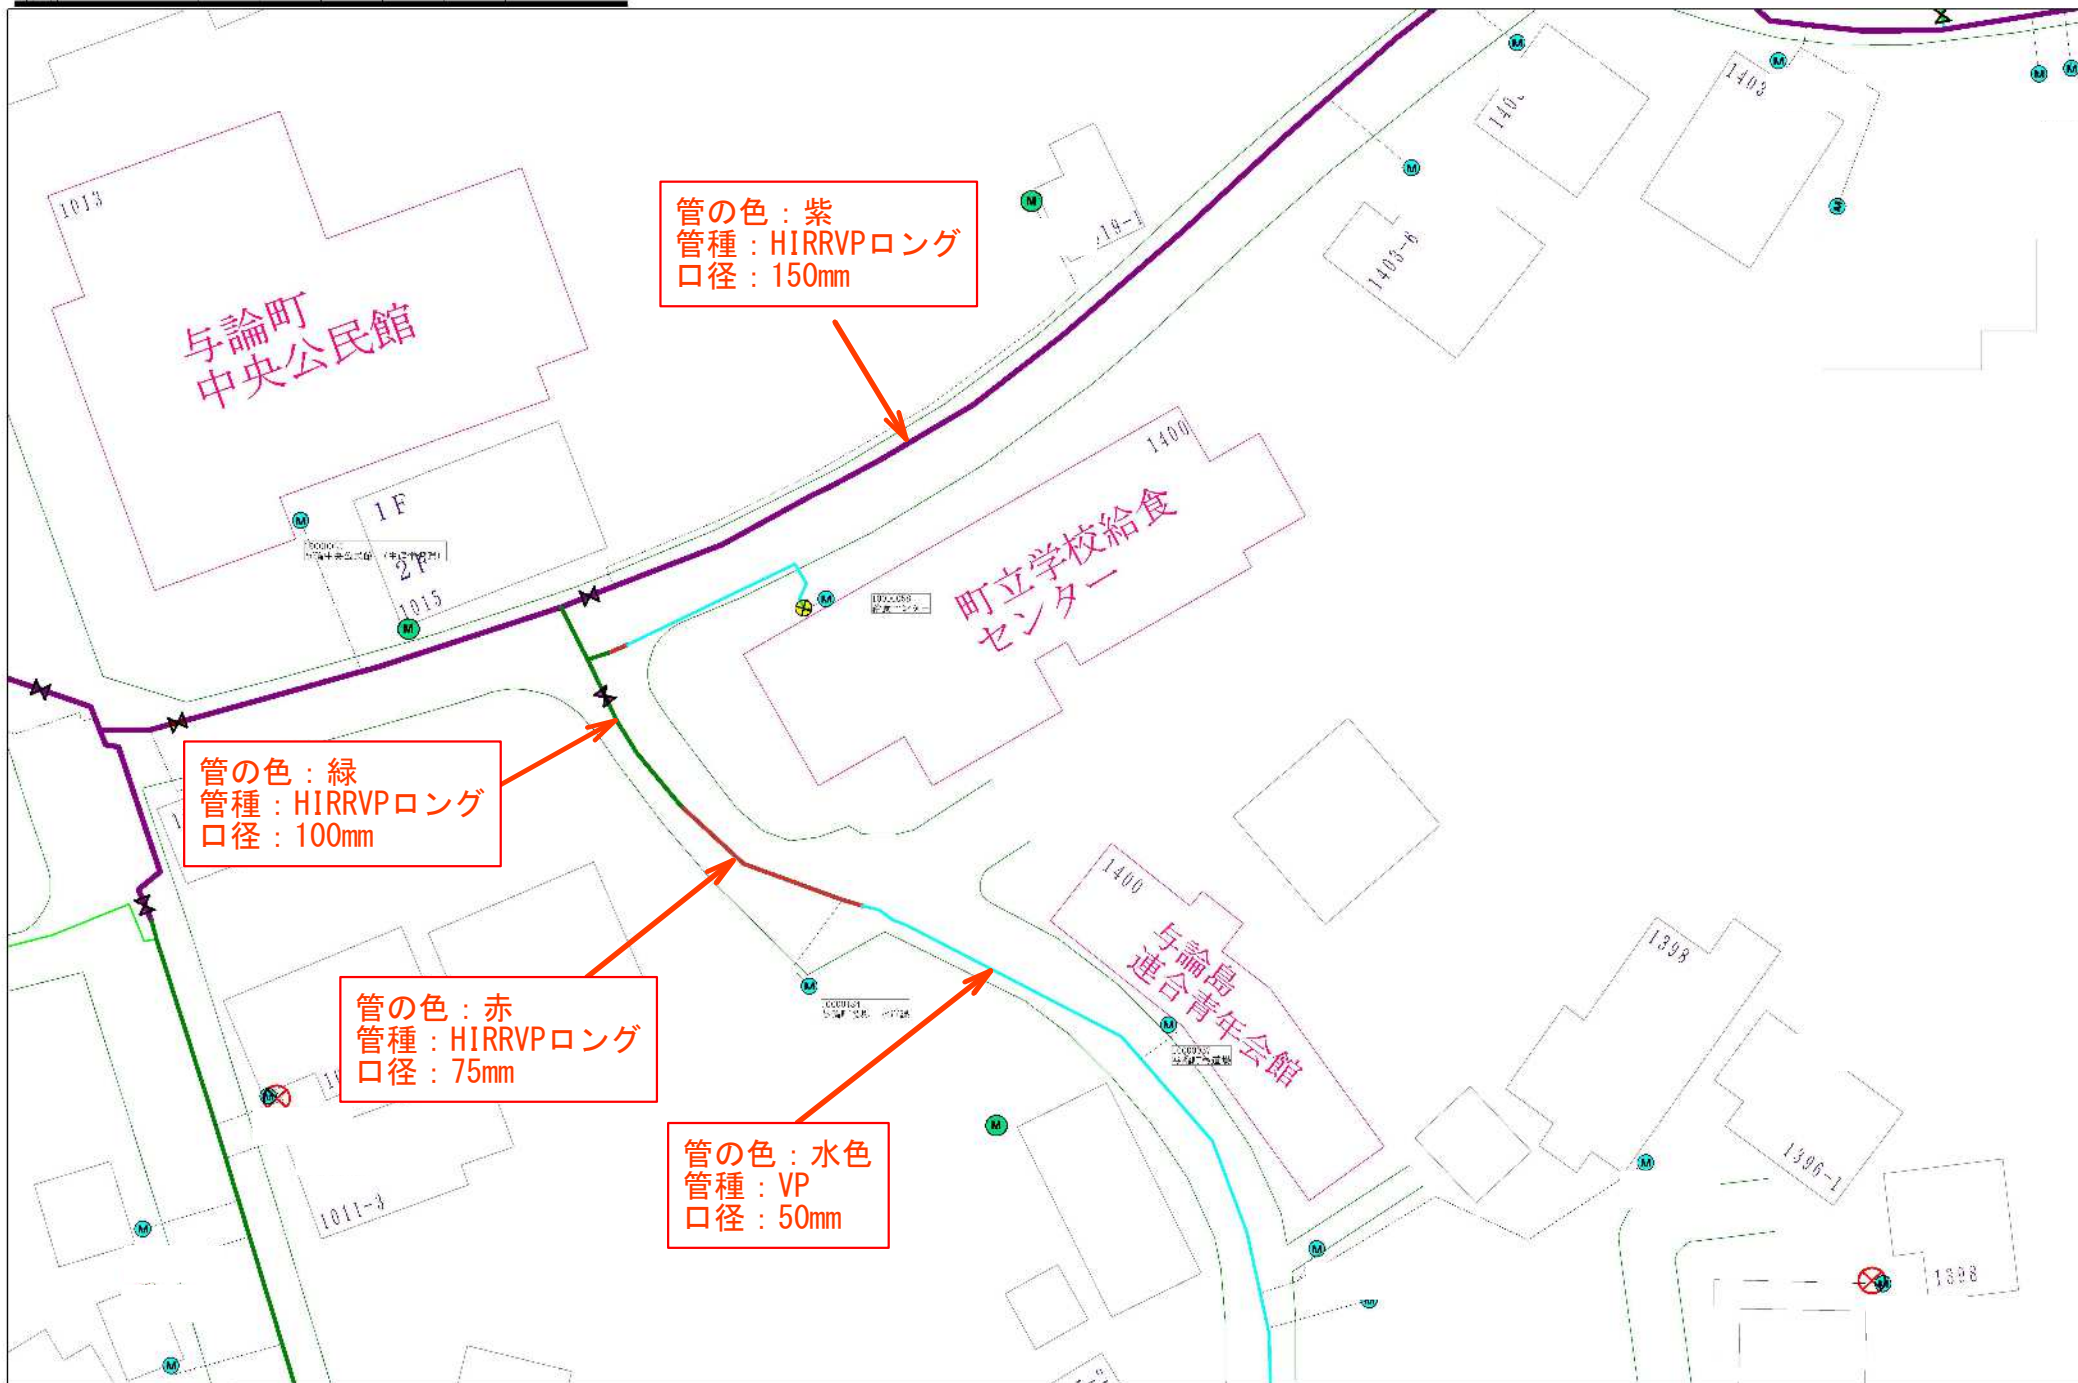 1403
1013
管の色：紫
管種：HIRRVPロング
口径：150mm
1403-6
与論町
中央公民館
1400
1F
2F
1015
町立学校給食
センター
管の色：緑
管種：HIRRVPロング
口径：100mm
1400
与論島
連合青年会館
1398
管の色：赤
管種：HIRRVPロング
口径：75mm
管の色：水色
管種：VP
口径：50mm
1011-3
1396-1
1398